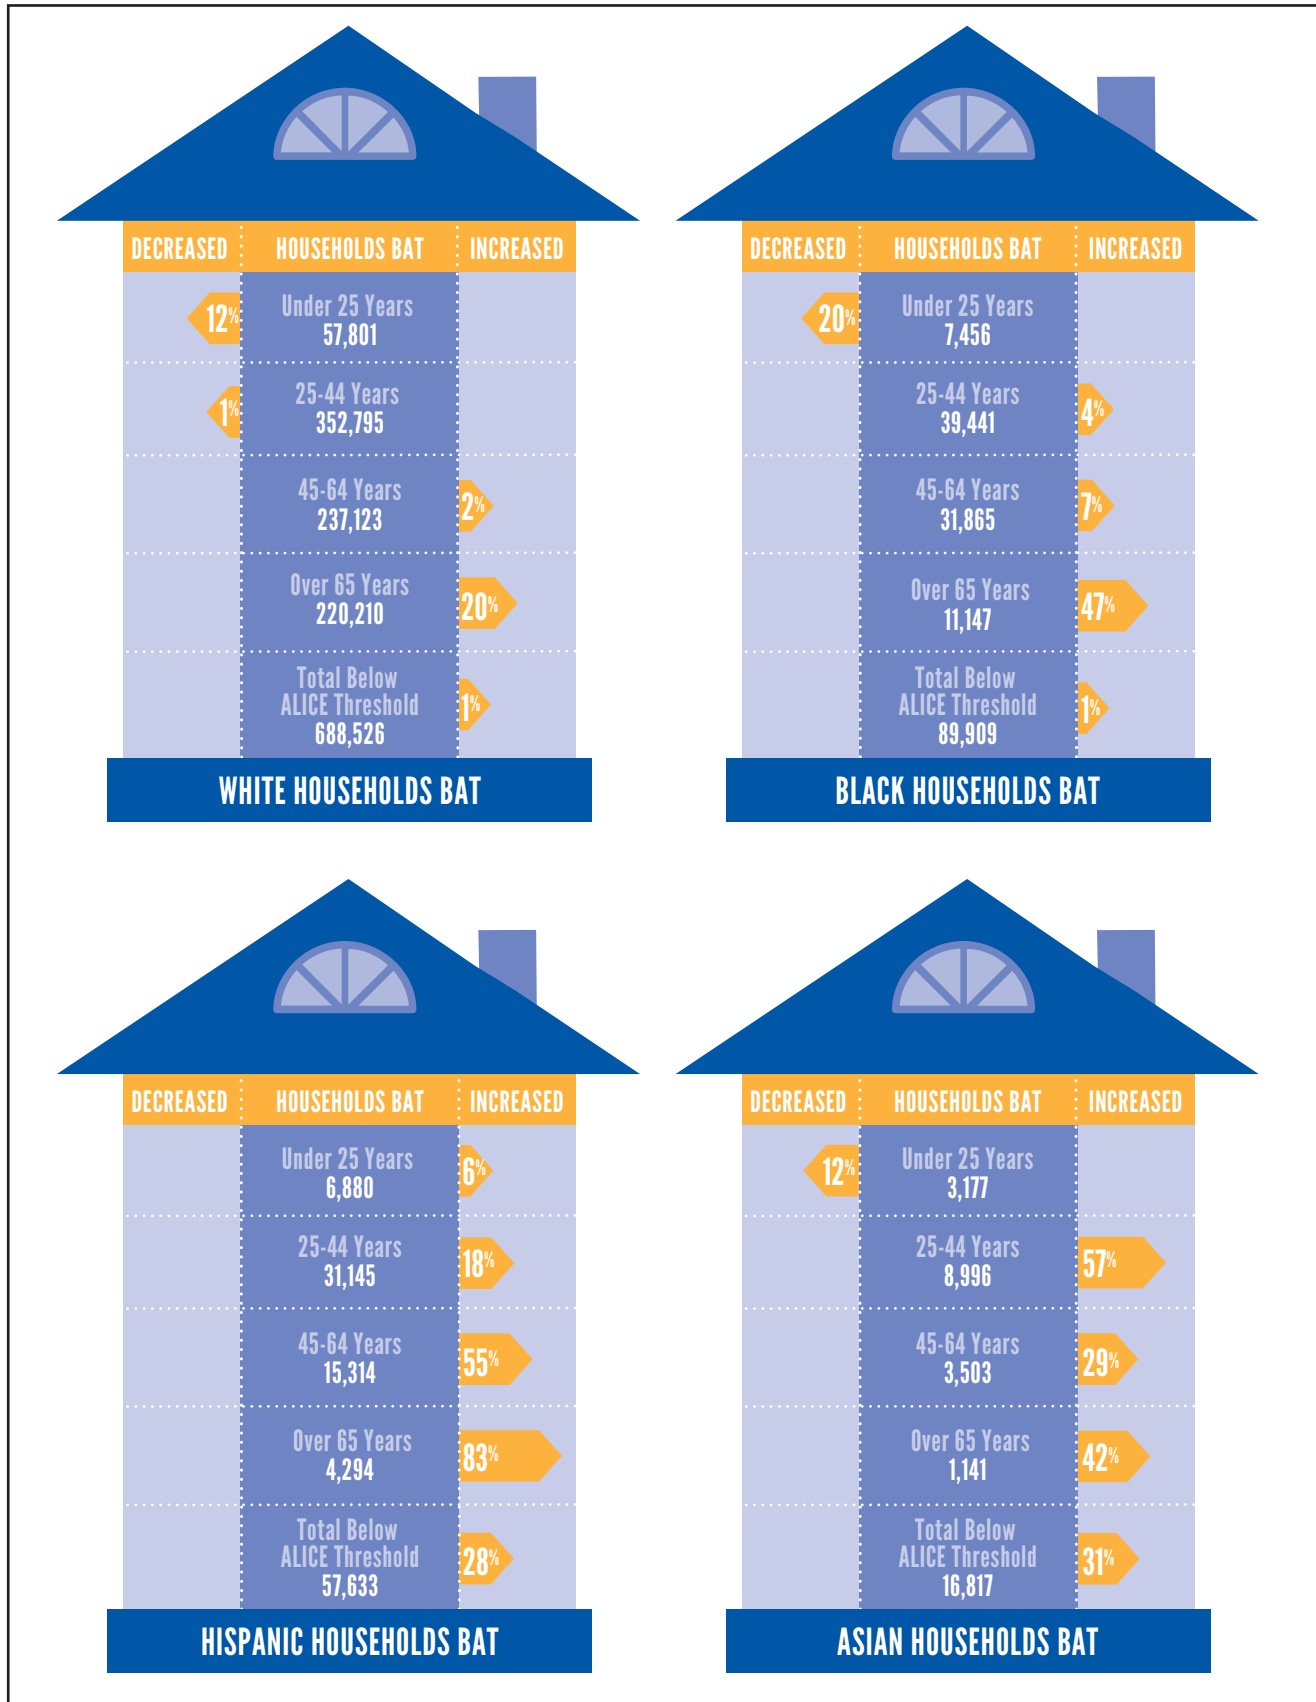 DECREASED HOUSEHOLDS BAT INCREASED
12% Under 25 Years
57,801
1% 25-44 Years
352,795
45-64 Years 2%
237,123
Over 65 Years 20%
220,210
Total Below
ALICE Threshold 1%
688,526
WHITE HOUSEHOLDS BAT
DECREASED HOUSEHOLDS BAT INCREASED
20% Under 25 Years
7,456
25-44 Years 4%
39,441
45-64 Years 7%
31,865
Over 65 Years 47%
11,147
Total Below
ALICE Threshold 1%
89,909
BLACK HOUSEHOLDS BAT
DECREASED HOUSEHOLDS BAT INCREASED
Under 25 Years 6%
6,880
25-44 Years 18%
31,145
45-64 Years 55%
15,314
Over 65 Years 83%
4,294
Total Below
ALICE Threshold 28%
57,633
HISPANIC HOUSEHOLDS BAT
DECREASED HOUSEHOLDS BAT INCREASED
12% Under 25 Years
3,177
25-44 Years 57%
8,996
45-64 Years 29%
3,503
Over 65 Years 42%
1,141
Total Below
ALICE Threshold 31%
16,817
ASIAN HOUSEHOLDS BAT